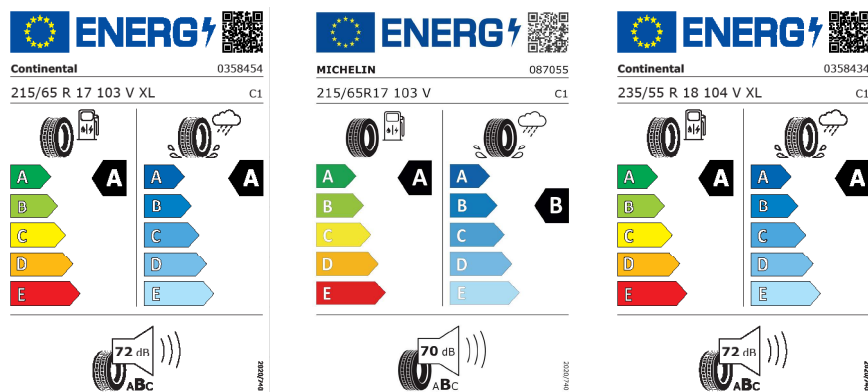 ENERG
Continental 0358454
215/65 R 17 103 V XL C1
A A A A
B B
C C
D D
E E
72 dB
ABC
2020/740
ENERG
MICHELIN 087055
215/65R17 103 V C1
A A A
B B B
C C
D D
E E
70 dB
ABC
2020/740
ENERG
Continental 0358434
235/55 R 18 104 V XL C1
A A A A
B B
C C
D D
E E
72 dB
ABC